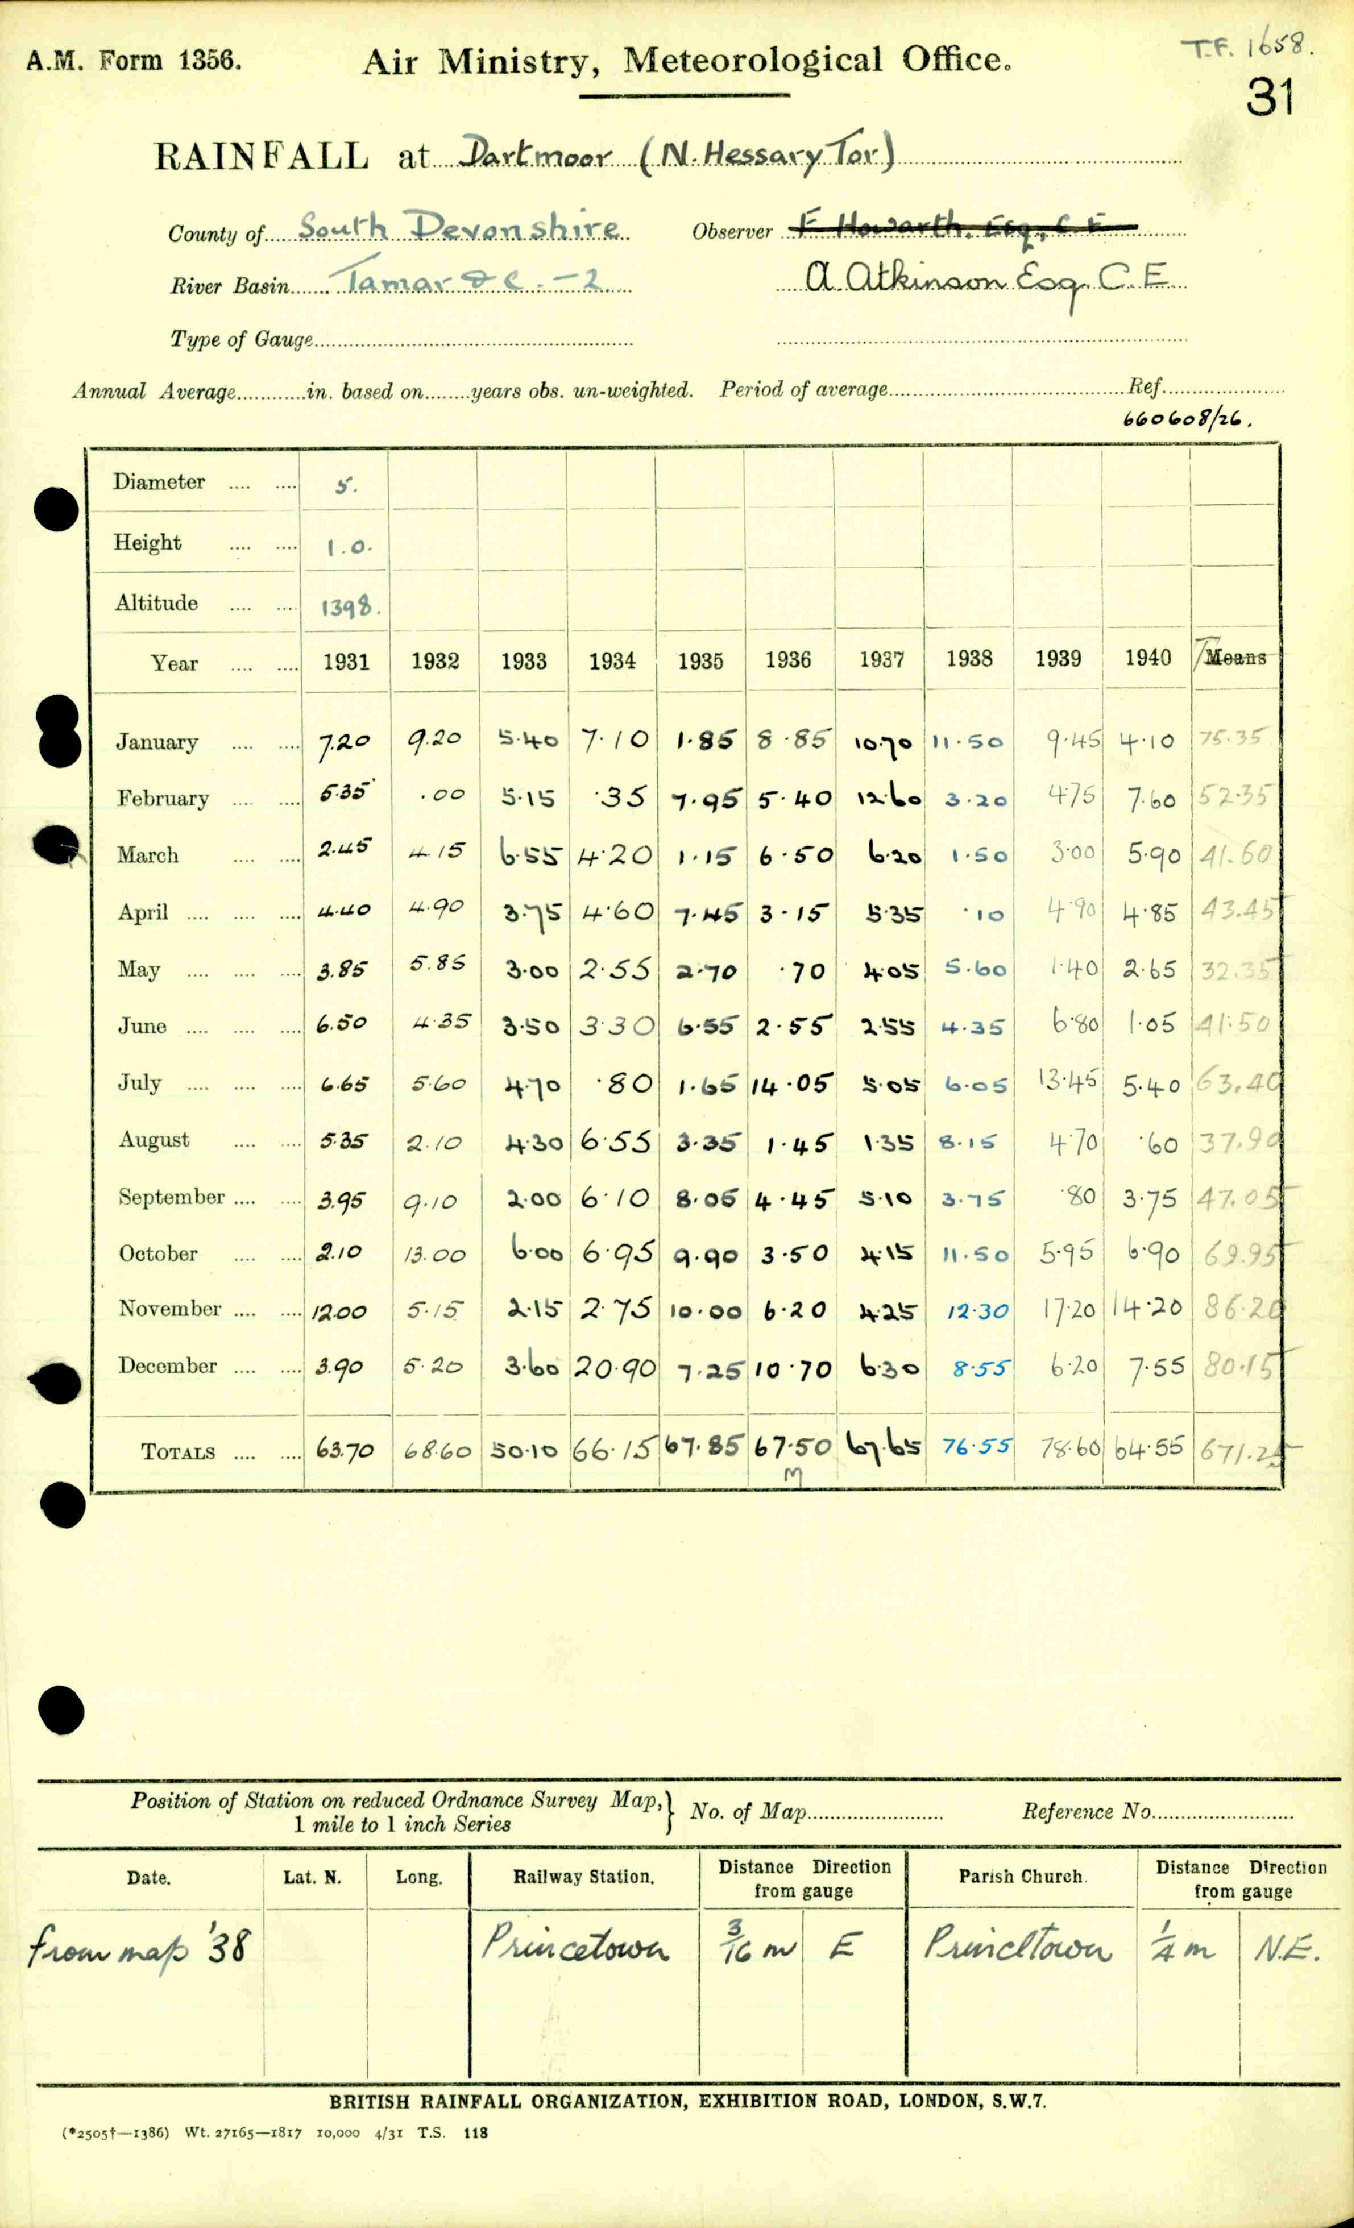 A.M. Form 1356.
Air Ministry, Meteorological Office.
T.F. 1658.
31
RAINFALL at Dartmoor (N. Hessary Tor)
County of South Devonshire Observer F Howarth, Esq., C.E
River Basin Tamar &c. - 2 A Atkinson Esq. C.E
Type of Gauge
Annual Average in. based on years obs. un-weighted. Period of average Ref.
660608/26.
Diameter 5.
Height 1.0.
Altitude 1398.
Year 1931 1932 1933 1934 1935 1936 1937 1938 1939 1940 T Means
January 7.20 9.20 5.40 7.10 1.85 8.85 10.70 11.50 9.45 4.10 75.35
February 5.35 .00 5.15 .35 7.95 5.40 12.60 3.20 4.75 7.60 52.35
March 2.45 4.15 6.55 4.20 1.15 6.50 6.20 1.50 3.00 5.90 41.60
April 4.40 4.90 3.75 4.60 7.45 3.15 5.35 .10 4.90 4.85 43.45
May 3.85 5.85 3.00 2.55 2.70 .70 4.05 5.60 1.40 2.65 32.35
June 6.50 4.35 3.50 3.30 6.55 2.55 2.55 4.35 6.80 1.05 41.50
July 6.65 5.60 4.70 .80 1.65 14.05 5.05 6.05 13.45 5.40 63.40
August 5.35 2.10 4.30 6.55 3.35 1.45 1.35 8.15 4.70 .60 37.90
September 3.95 9.10 2.00 6.10 8.05 4.45 5.10 3.75 .80 3.75 47.05
October 2.10 13.00 6.00 6.95 9.90 3.50 4.15 11.50 5.95 6.90 69.95
November 12.00 5.15 2.15 2.75 10.00 6.20 4.25 12.30 17.20 14.20 86.20
December 3.90 5.20 3.60 20.90 7.25 10.70 6.30 8.55 6.20 7.55 80.15
TOTALS 63.70 68.60 50.10 66.15 67.85 67.50 67.65 76.55 78.60 64.55 671.25
M
Position of Station on reduced Ordnance Survey Map, } No. of Map Reference No.
1 mile to 1 inch Series
Date. Lat. N. Long. Railway Station. Distance Direction from gauge Parish Church. Distance Direction from gauge
from map '38 Princetown 3/16 m E Princetown 1/4 m N.E.
BRITISH RAINFALL ORGANIZATION, EXHIBITION ROAD, LONDON, S.W.7.
(*2505†—1386) Wt. 27165—1817 10,000 4/31 T.S. 118